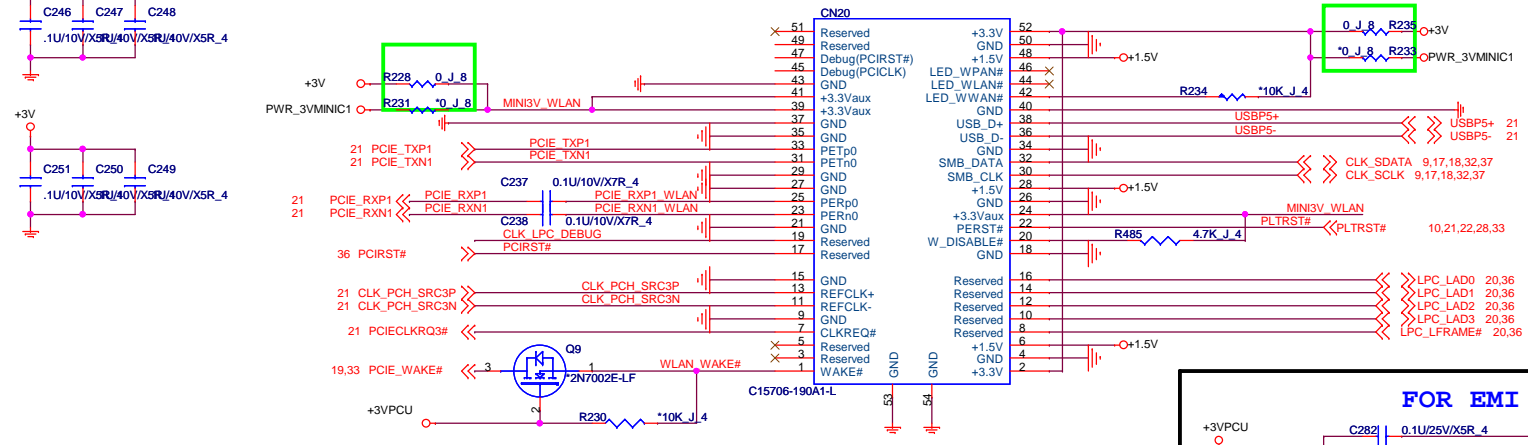 C246 C247 C248
.1U/10V/X5R_4
+3V
C251 C250 C249
.1U/10V/X5R_4
+3V
R228 0_J_8
PWR_3VMINIC1
R231 *0_J_8
MINI3V_WLAN
21 PCIE_TXP1
PCIE_TXP1
21 PCIE_TXN1
PCIE_TXN1
C237 0.1U/10V/X7R_4
21 PCIE_RXP1
PCIE_RXP1
PCIE_RXP1_WLAN
21 PCIE_RXN1
PCIE_RXN1
PCIE_RXN1_WLAN
C238 0.1U/10V/X7R_4
CLK_LPC_DEBUG
36 PCIRST#
PCIRST#
21 CLK_PCH_SRC3P
CLK_PCH_SRC3P
21 CLK_PCH_SRC3N
CLK_PCH_SRC3N
21 PCIECLKRQ3#
19,33 PCIE_WAKE#
3
Q9
1
*2N7002E-LF
2
WLAN_WAKE#
+3VPCU
R230 *10K_J_4
CN20
51 Reserved
49 Reserved
47 Debug(PCIRST#)
45 Debug(PCICLK)
43 GND
41 +3.3Vaux
39 +3.3Vaux
37 GND
35 GND
33 PETp0
31 PETn0
29 GND
27 GND
25 PERp0
23 PERn0
21 GND
19 Reserved
17 Reserved
15 GND
13 REFCLK+
11 REFCLK-
9 GND
7 CLKREQ#
5 Reserved
3 Reserved
1 WAKE#
C15706-190A1-L
GND 53
GND 54
+3.3V 52
GND 50
+1.5V 48
LED_WPAN# 46
LED_WLAN# 44
LED_WWAN# 42
GND 40
USB_D+ 38
USB_D- 36
GND 34
SMB_DATA 32
SMB_CLK 30
+1.5V 28
GND 26
+3.3Vaux 24
PERST# 22
W_DISABLE# 20
GND 18
Reserved 16
Reserved 14
Reserved 12
Reserved 10
Reserved 8
+1.5V 6
GND 4
+3.3V 2
0_J_8 R235
+3V
*0_J_8 R233
PWR_3VMINIC1
+1.5V
R234 *10K_J_4
USBP5+
USBP5+ 21
USBP5-
USBP5- 21
CLK_SDATA 9,17,18,32,37
CLK_SCLK 9,17,18,32,37
+1.5V
MINI3V_WLAN
PLTRST#
PLTRST# 10,21,22,28,33
R485 4.7K_J_4
LPC_LAD0 20,36
LPC_LAD1 20,36
LPC_LAD2 20,36
LPC_LAD3 20,36
LPC_LFRAME# 20,36
+1.5V
FOR EMI
+3VPCU
C282 0.1U/25V/X5R_4